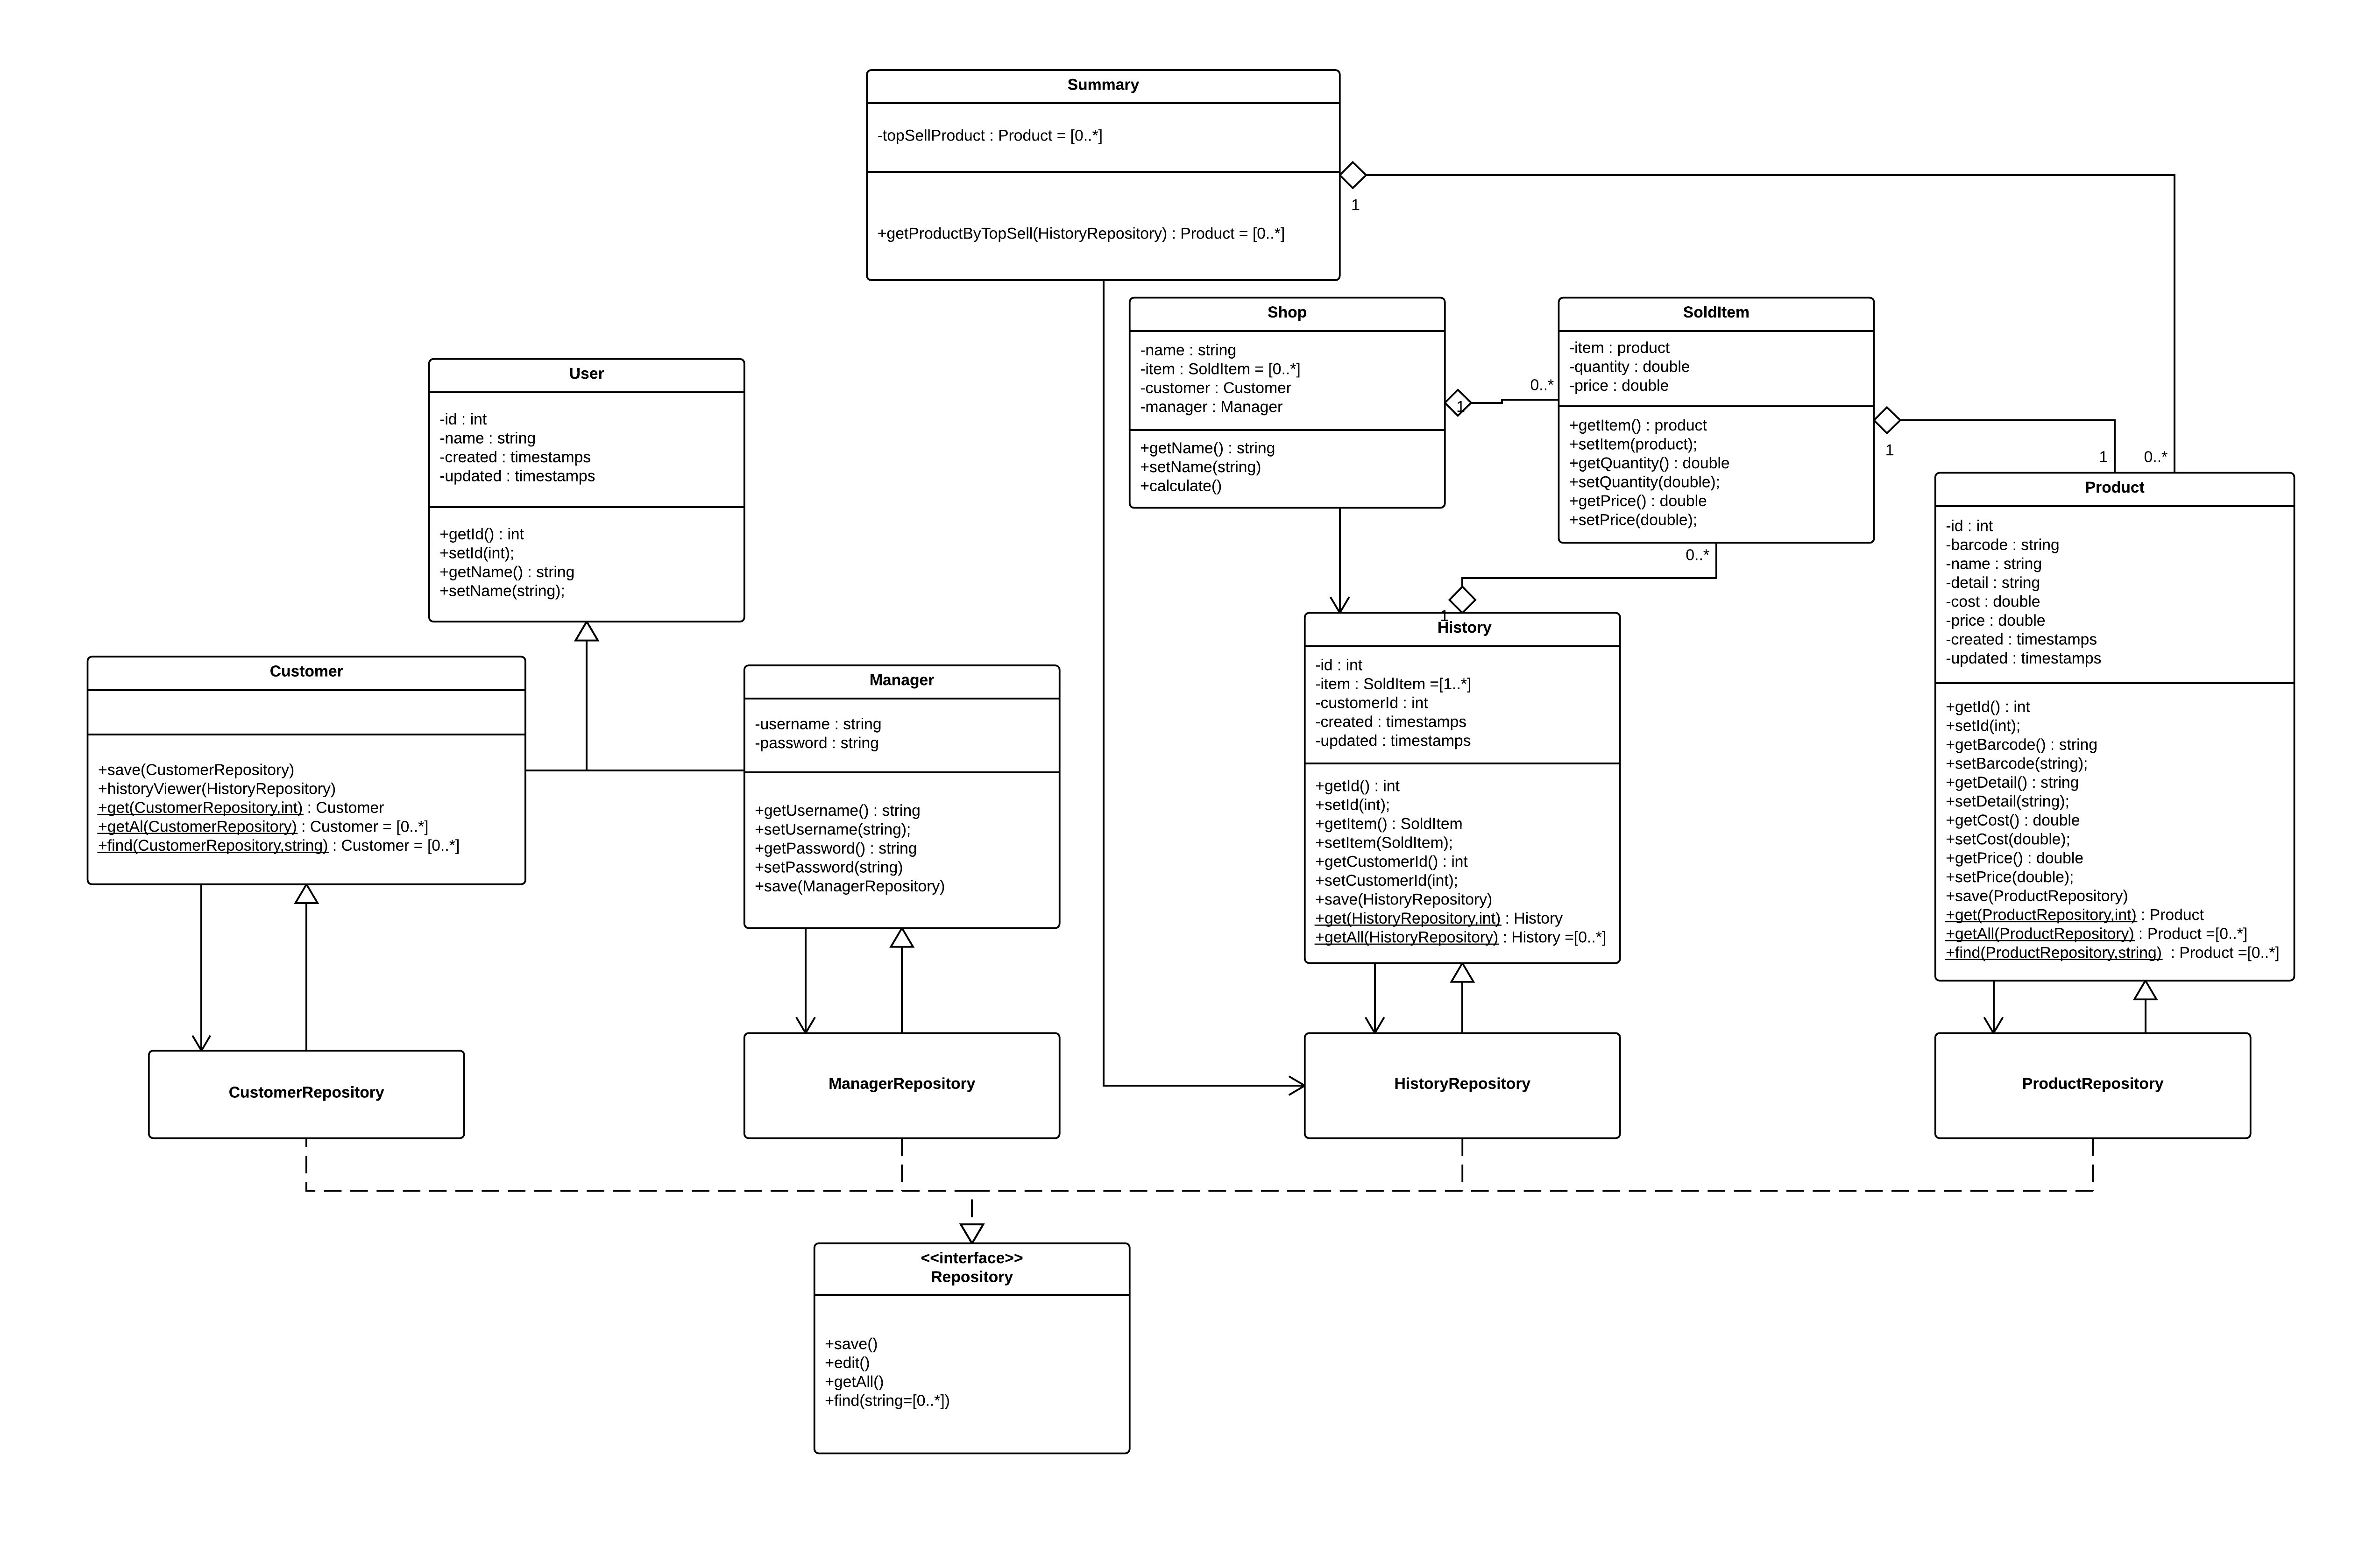 Summary
-topSellProduct : Product = [0..*]
+getProductByTopSell(HistoryRepository) : Product = [0..*]
1
Shop
-name : string
-item : SoldItem = [0..*]
-customer : Customer
-manager : Manager
+getName() : string
+setName(string)
+calculate()
1
0..*
SoldItem
-item : product
-quantity : double
-price : double
+getItem() : product
+setItem(product);
+getQuantity() : double
+setQuantity(double);
+getPrice() : double
+setPrice(double);
1
1
0..*
0..*
User
-id : int
-name : string
-created : timestamps
-updated : timestamps
+getId() : int
+setId(int);
+getName() : string
+setName(string);
Customer
+save(CustomerRepository)
+historyViewer(HistoryRepository)
+get(CustomerRepository,int) : Customer
+getAl(CustomerRepository) : Customer = [0..*]
+find(CustomerRepository,string) : Customer = [0..*]
Manager
-username : string
-password : string
+getUsername() : string
+setUsername(string);
+getPassword() : string
+setPassword(string)
+save(ManagerRepository)
1
History
-id : int
-item : SoldItem =[1..*]
-customerId : int
-created : timestamps
-updated : timestamps
+getId() : int
+setId(int);
+getItem() : SoldItem
+setItem(SoldItem);
+getCustomerId() : int
+setCustomerId(int);
+save(HistoryRepository)
+get(HistoryRepository,int) : History
+getAll(HistoryRepository) : History =[0..*]
Product
-id : int
-barcode : string
-name : string
-detail : string
-cost : double
-price : double
-created : timestamps
-updated : timestamps
+getId() : int
+setId(int);
+getBarcode() : string
+setBarcode(string);
+getDetail() : string
+setDetail(string);
+getCost() : double
+setCost(double);
+getPrice() : double
+setPrice(double);
+save(ProductRepository)
+get(ProductRepository,int) : Product
+getAll(ProductRepository) : Product =[0..*]
+find(ProductRepository,string)  : Product =[0..*]
CustomerRepository
ManagerRepository
HistoryRepository
ProductRepository
<<interface>>
Repository
+save()
+edit()
+getAll()
+find(string=[0..*])